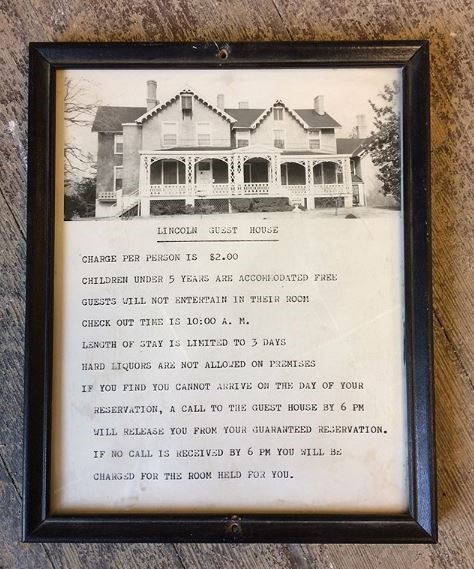 LINCOLN GUEST HOUSE
CHARGE PER PERSON IS $2.00
CHILDREN UNDER 5 YEARS ARE ACCOMMODATED FREE
GUESTS WILL NOT ENTERTAIN IN THEIR ROOM
CHECK OUT TIME IS 10:00 A. M.
LENGTH OF STAY IS LIMITED TO 3 DAYS
HARD LIQUORS ARE NOT ALLOWED ON PREMISES
IF YOU FIND YOU CANNOT ARRIVE ON THE DAY OF YOUR
RESERVATION, A CALL TO THE GUEST HOUSE BY 6 PM
WILL RELEASE YOU FROM YOUR GUARANTEED RESERVATION.
IF NO CALL IS RECEIVED BY 6 PM YOU WILL BE
CHARGED FOR THE ROOM HELD FOR YOU.